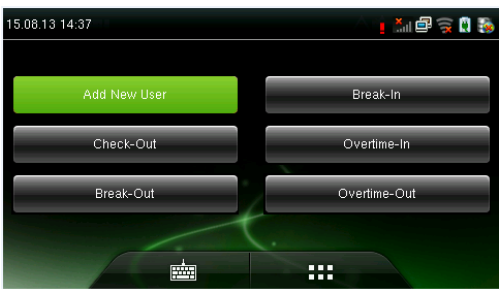 15.08.13 14:37
Add New User
Break-In
Check-Out
Overtime-In
Break-Out
Overtime-Out